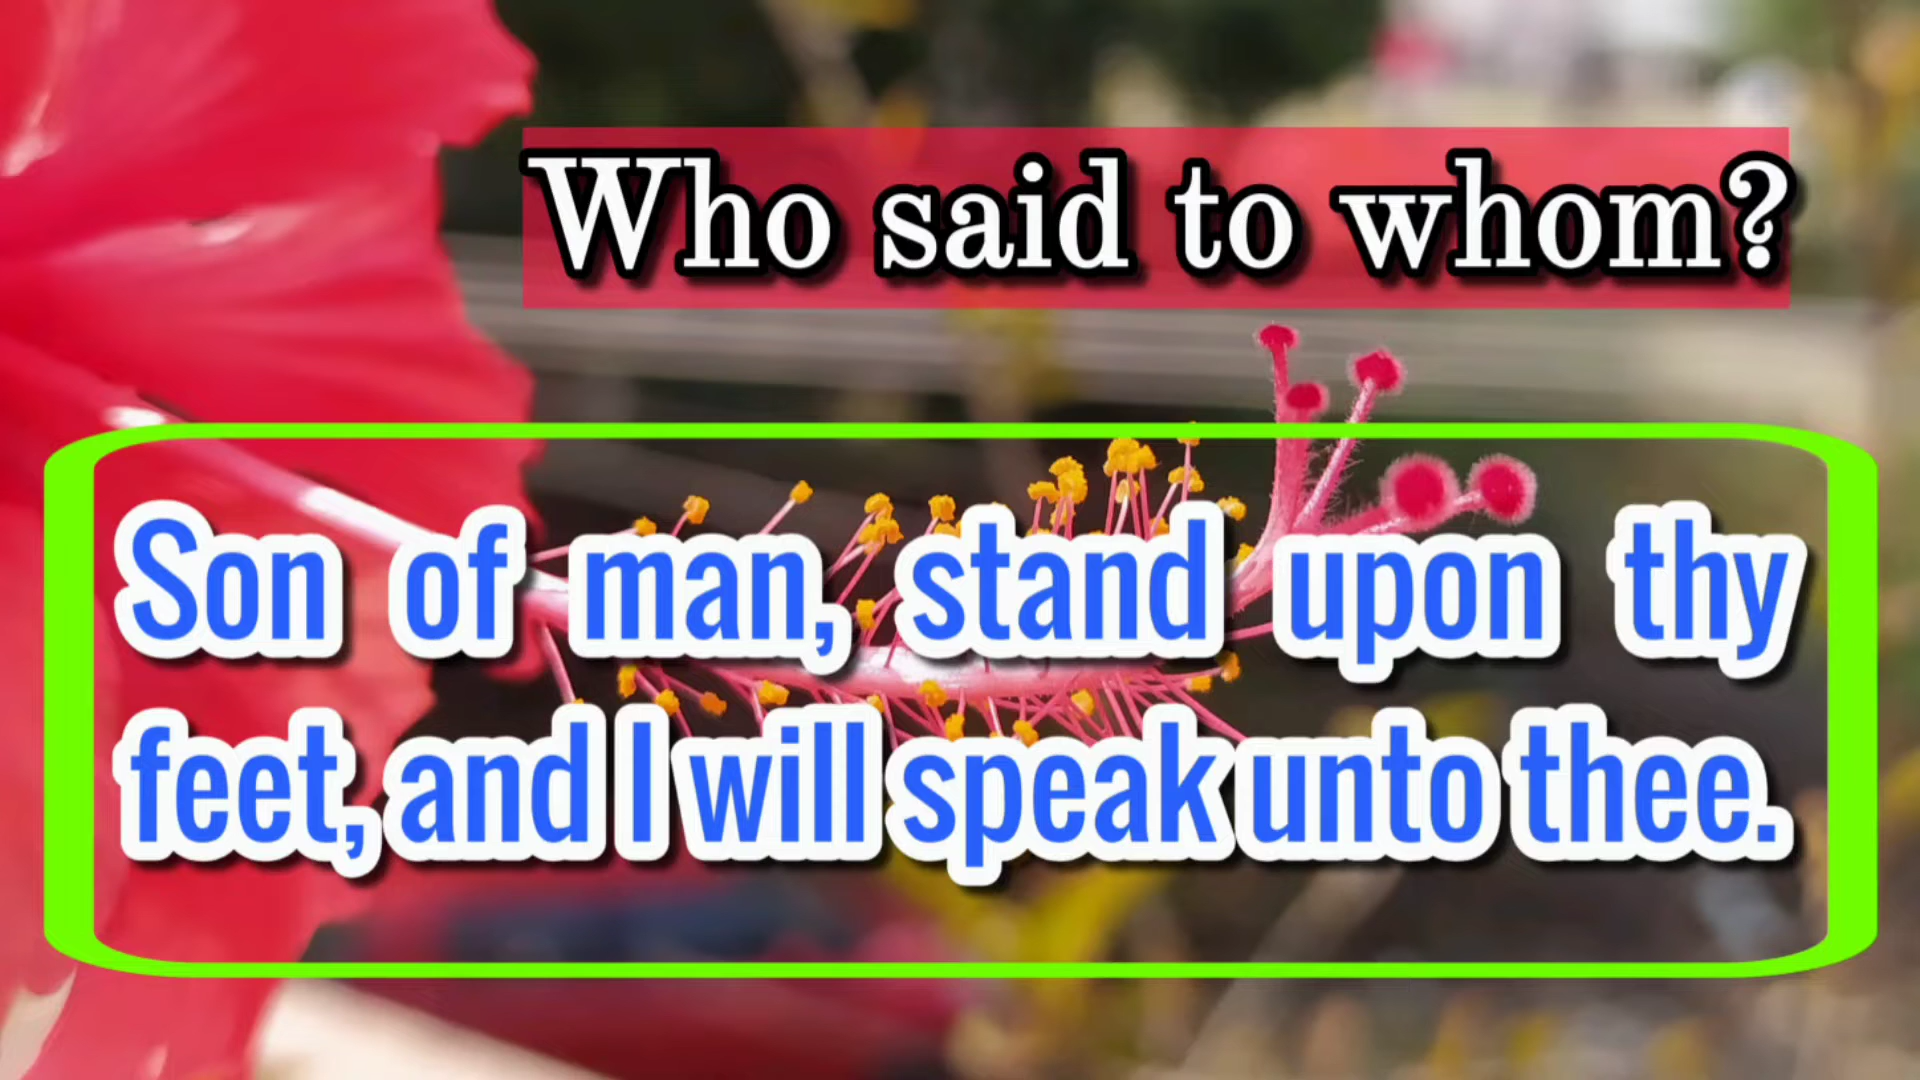 Who said to whom?
Son of man, stand upon thy
feet, and I will speak unto thee.